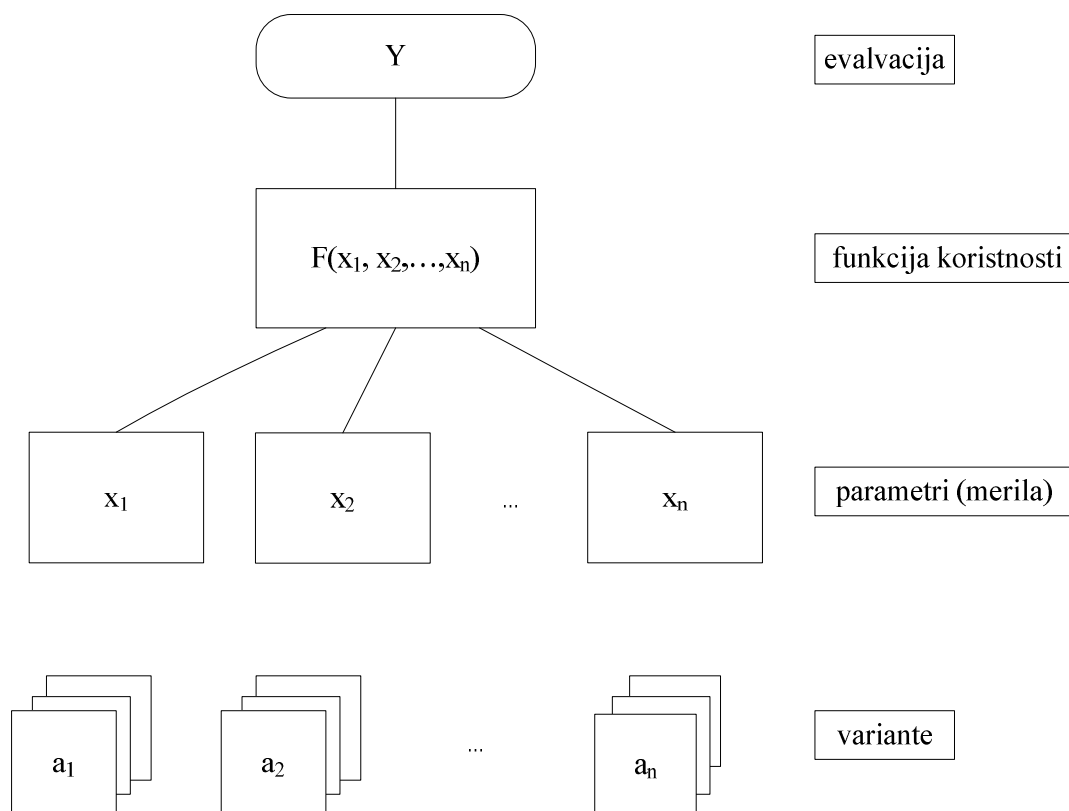 Y
evalvacija
F(x₁, x₂,…,xₙ)
funkcija koristnosti
x₁
x₂
...
xₙ
parametri (merila)
a₁
a₂
...
aₙ
variante